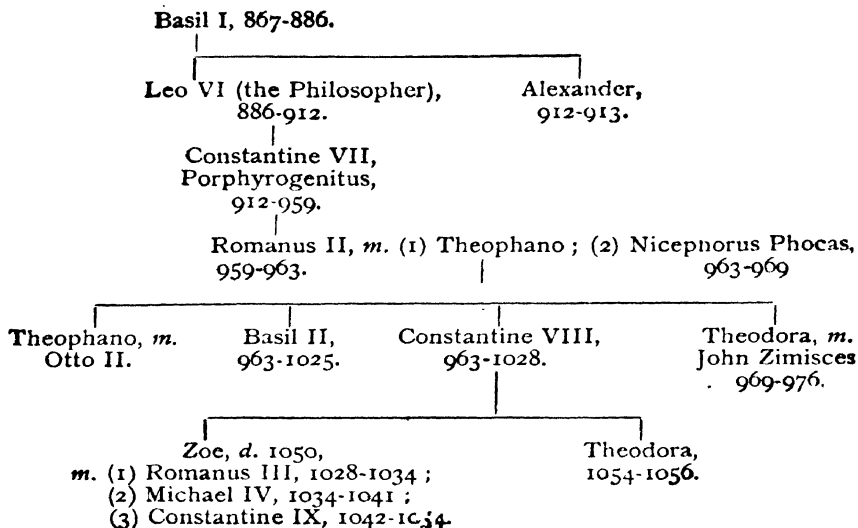 Basil I, 867-886.
Leo VI (the Philosopher), Alexander,
886-912. 912-913.
Constantine VII,
Porphyrogenitus,
912-959.
Romanus II, m. (1) Theophano ; (2) Nicephorus Phocas,
959-963. 963-969
Theophano, m. Basil II, Constantine VIII, Theodora, m.
Otto II. 963-1025. 963-1028. John Zimisces
969-976.
Zoe, d. 1050, Theodora,
m. (1) Romanus III, 1028-1034 ; 1054-1056.
(2) Michael IV, 1034-1041 ;
(3) Constantine IX, 1042-1054.